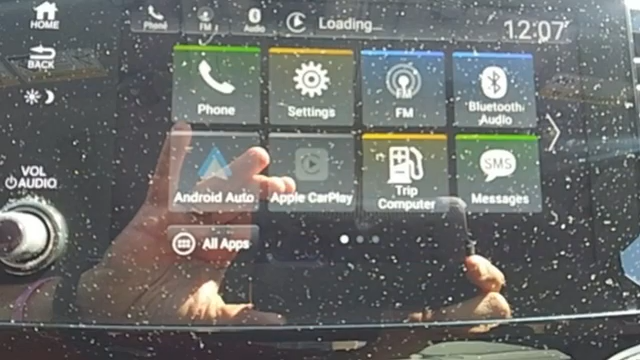 HOME
BACK
VOL
AUDIO
Phone
FM
Audio
Loading...
12:07
Phone
Settings
FM
Bluetooth
Audio
Android Auto
Apple CarPlay
Trip
Computer
SMS
Messages
All Apps